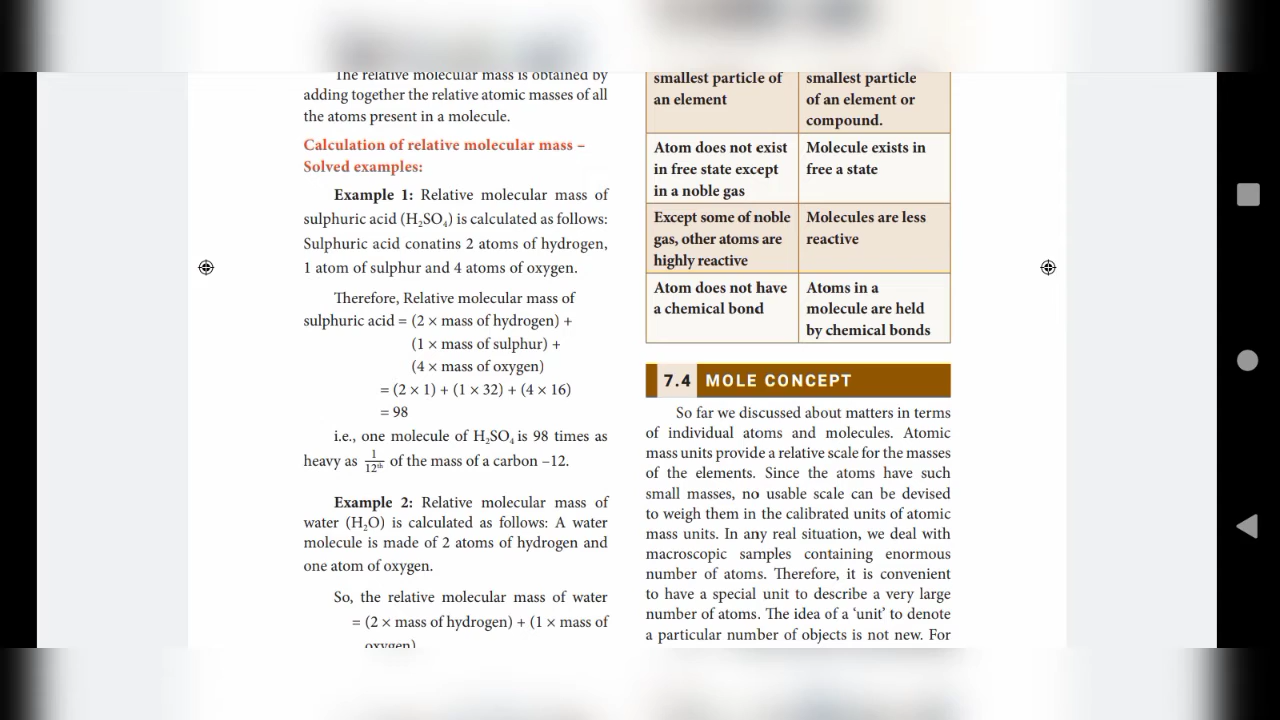 The relative molecular mass is obtained by
adding together the relative atomic masses of all
the atoms present in a molecule.
Calculation of relative molecular mass –
Solved examples:
Example 1: Relative molecular mass of
sulphuric acid (H₂SO₄) is calculated as follows:
Sulphuric acid conatins 2 atoms of hydrogen,
1 atom of sulphur and 4 atoms of oxygen.
Therefore, Relative molecular mass of
sulphuric acid = (2 × mass of hydrogen) +
(1 × mass of sulphur) +
(4 × mass of oxygen)
= (2 × 1) + (1 × 32) + (4 × 16)
= 98
i.e., one molecule of H₂SO₄ is 98 times as
heavy as 1/12ᵗʰ of the mass of a carbon –12.
Example 2: Relative molecular mass of
water (H₂O) is calculated as follows: A water
molecule is made of 2 atoms of hydrogen and
one atom of oxygen.
So, the relative molecular mass of water
= (2 × mass of hydrogen) + (1 × mass of
oxygen)
smallest particle of
an element
smallest particle
of an element or
compound.
Atom does not exist
in free state except
in a noble gas
Molecule exists in
free a state
Except some of noble
gas, other atoms are
highly reactive
Molecules are less
reactive
Atom does not have
a chemical bond
Atoms in a
molecule are held
by chemical bonds
7.4 MOLE CONCEPT
So far we discussed about matters in terms
of individual atoms and molecules. Atomic
mass units provide a relative scale for the masses
of the elements. Since the atoms have such
small masses, no usable scale can be devised
to weigh them in the calibrated units of atomic
mass units. In any real situation, we deal with
macroscopic samples containing enormous
number of atoms. Therefore, it is convenient
to have a special unit to describe a very large
number of atoms. The idea of a ‘unit’ to denote
a particular number of objects is not new. For